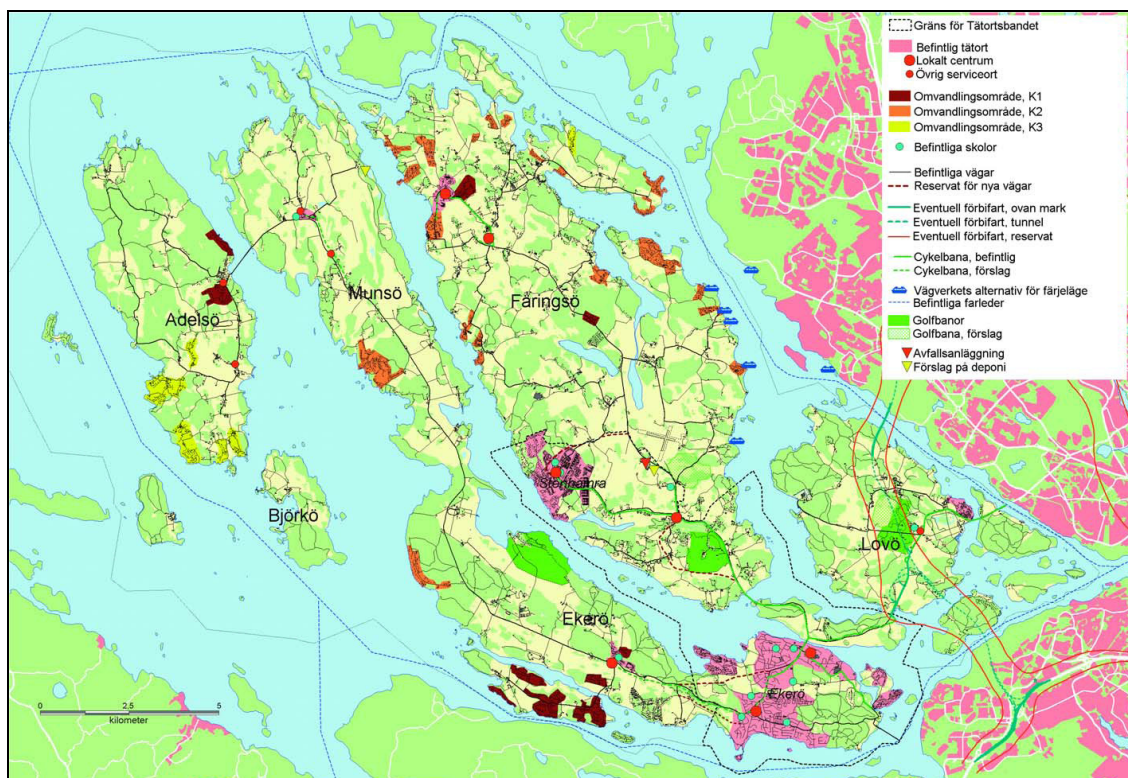 Gräns för Tätortsbandet
Befintlig tätort
Lokalt centrum
Övrig serviceort
Omvandlingsområde, K1
Omvandlingsområde, K2
Omvandlingsområde, K3
Befintliga skolor
Befintliga vägar
Reservat för nya vägar
Eventuell förbifart, ovan mark
Eventuell förbifart, tunnel
Eventuell förbifart, reservat
Cykelbana, befintlig
Cykelbana, förslag
Vägverkets alternativ för färjeläge
Befintliga farleder
Golfbanor
Golfbana, förslag
Avfallsanläggning
Förslag på deponi
Munsö
Färingsö
Adelsö
Stenhamra
Björkö
Lovö
Ekerö
Ekerö
0 2,5 5
kilometer